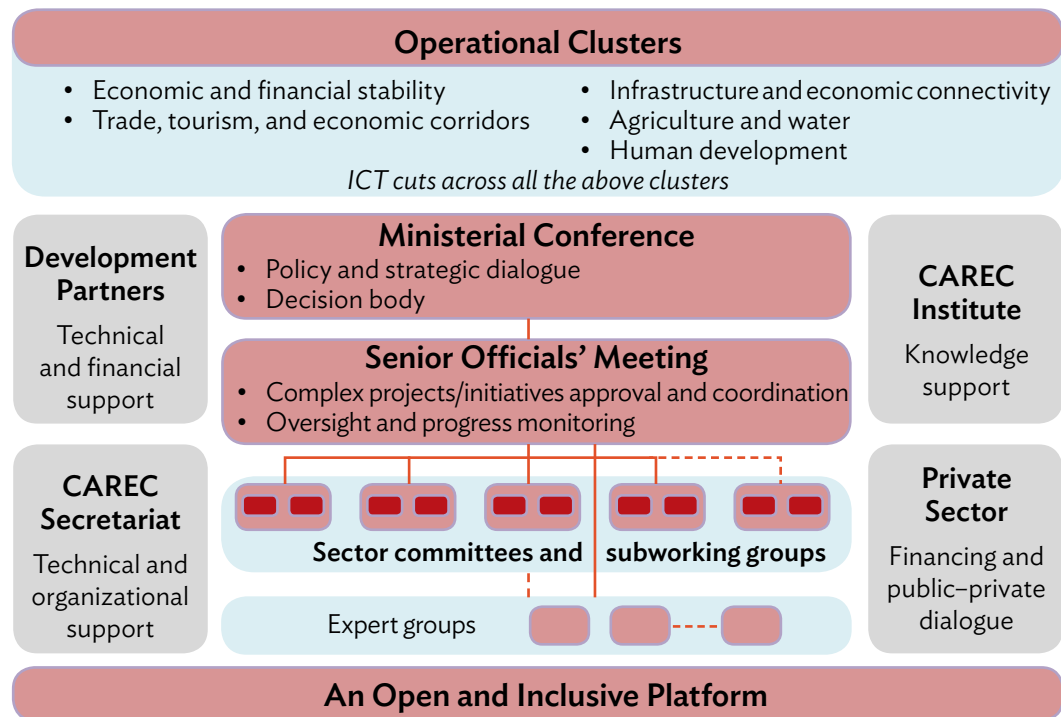 Operational Clusters
• Economic and financial stability
• Trade, tourism, and economic corridors
• Infrastructure and economic connectivity
• Agriculture and water
• Human development
ICT cuts across all the above clusters
Development
Partners
Technical
and financial
support
Ministerial Conference
• Policy and strategic dialogue
• Decision body
CAREC
Institute
Knowledge
support
Senior Officials’ Meeting
• Complex projects/initiatives approval and coordination
• Oversight and progress monitoring
CAREC
Secretariat
Technical and
organizational
support
Sector committees and subworking groups
Expert groups
Private
Sector
Financing and
public–private
dialogue
An Open and Inclusive Platform